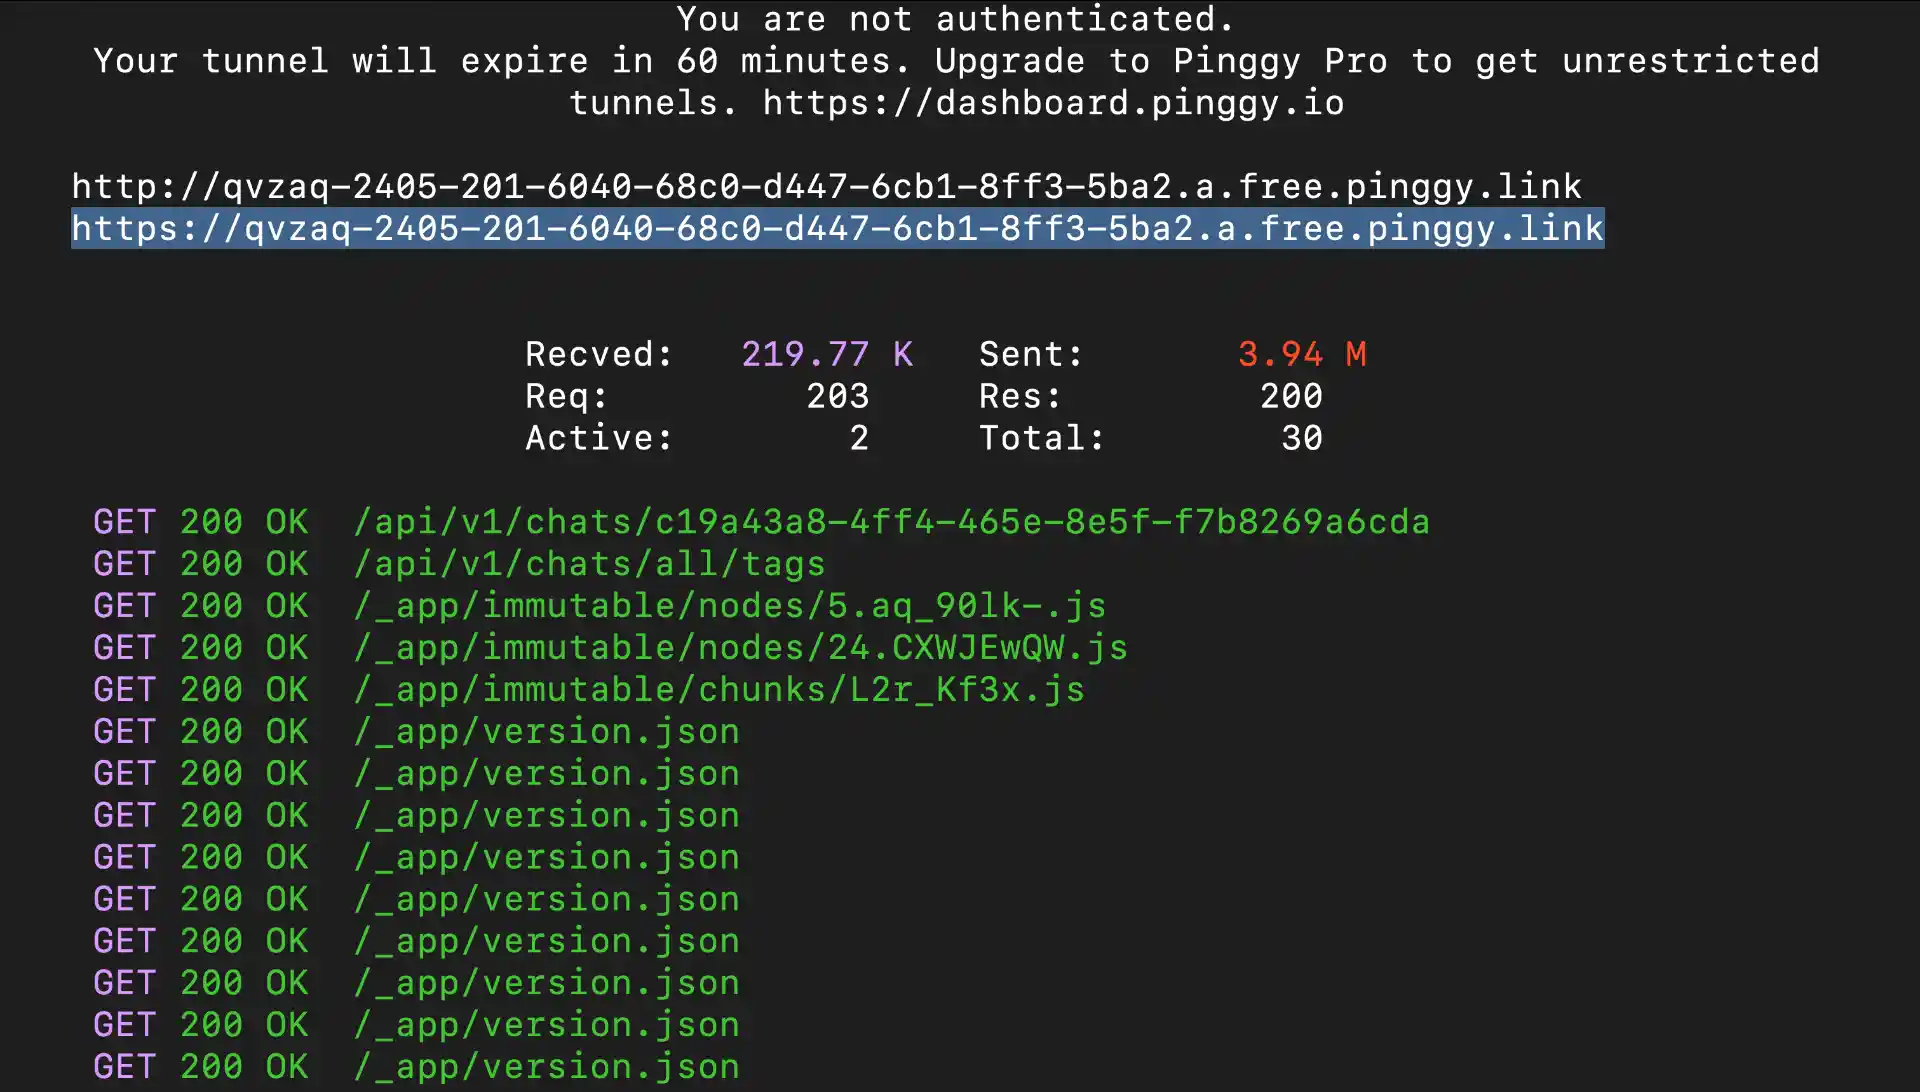 You are not authenticated.
Your tunnel will expire in 60 minutes. Upgrade to Pinggy Pro to get unrestricted
tunnels. https://dashboard.pinggy.io
http://qvzaq-2405-201-6040-68c0-d447-6cb1-8ff3-5ba2.a.free.pinggy.link
https://qvzaq-2405-201-6040-68c0-d447-6cb1-8ff3-5ba2.a.free.pinggy.link
Recved: 219.77 K Sent: 3.94 M
Req: 203 Res: 200
Active: 2 Total: 30
GET 200 OK /api/v1/chats/c19a43a8-4ff4-465e-8e5f-f7b8269a6cda
GET 200 OK /api/v1/chats/all/tags
GET 200 OK /_app/immutable/nodes/5.aq_90lk-.js
GET 200 OK /_app/immutable/nodes/24.CXWJEwQW.js
GET 200 OK /_app/immutable/chunks/L2r_Kf3x.js
GET 200 OK /_app/version.json
GET 200 OK /_app/version.json
GET 200 OK /_app/version.json
GET 200 OK /_app/version.json
GET 200 OK /_app/version.json
GET 200 OK /_app/version.json
GET 200 OK /_app/version.json
GET 200 OK /_app/version.json
GET 200 OK /_app/version.json